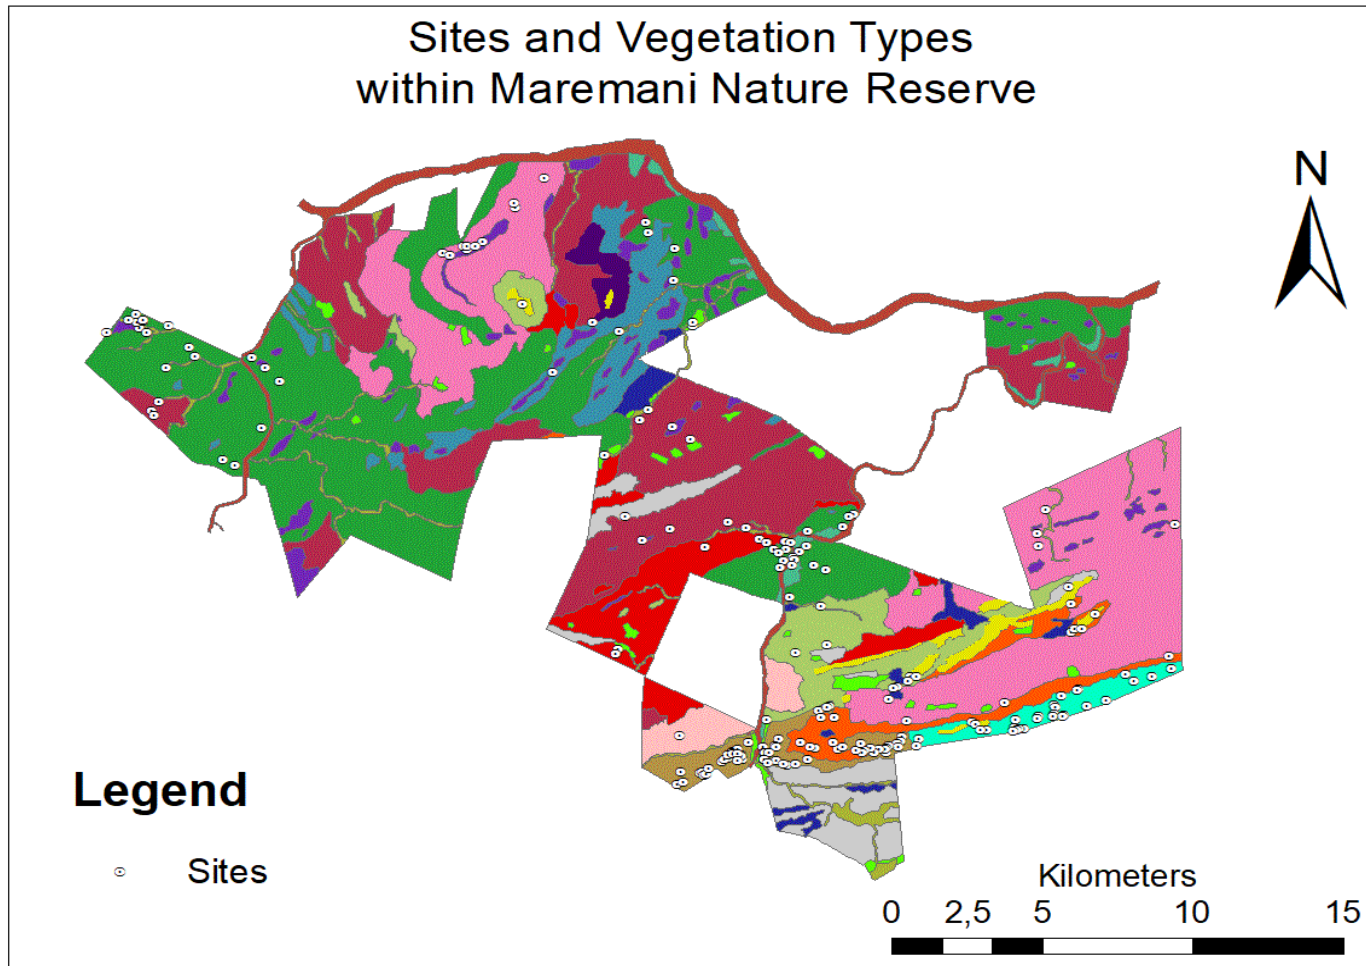 Sites and Vegetation Types
within Maremani Nature Reserve
N
Legend
Sites
Kilometers
0 2,5 5 10 15